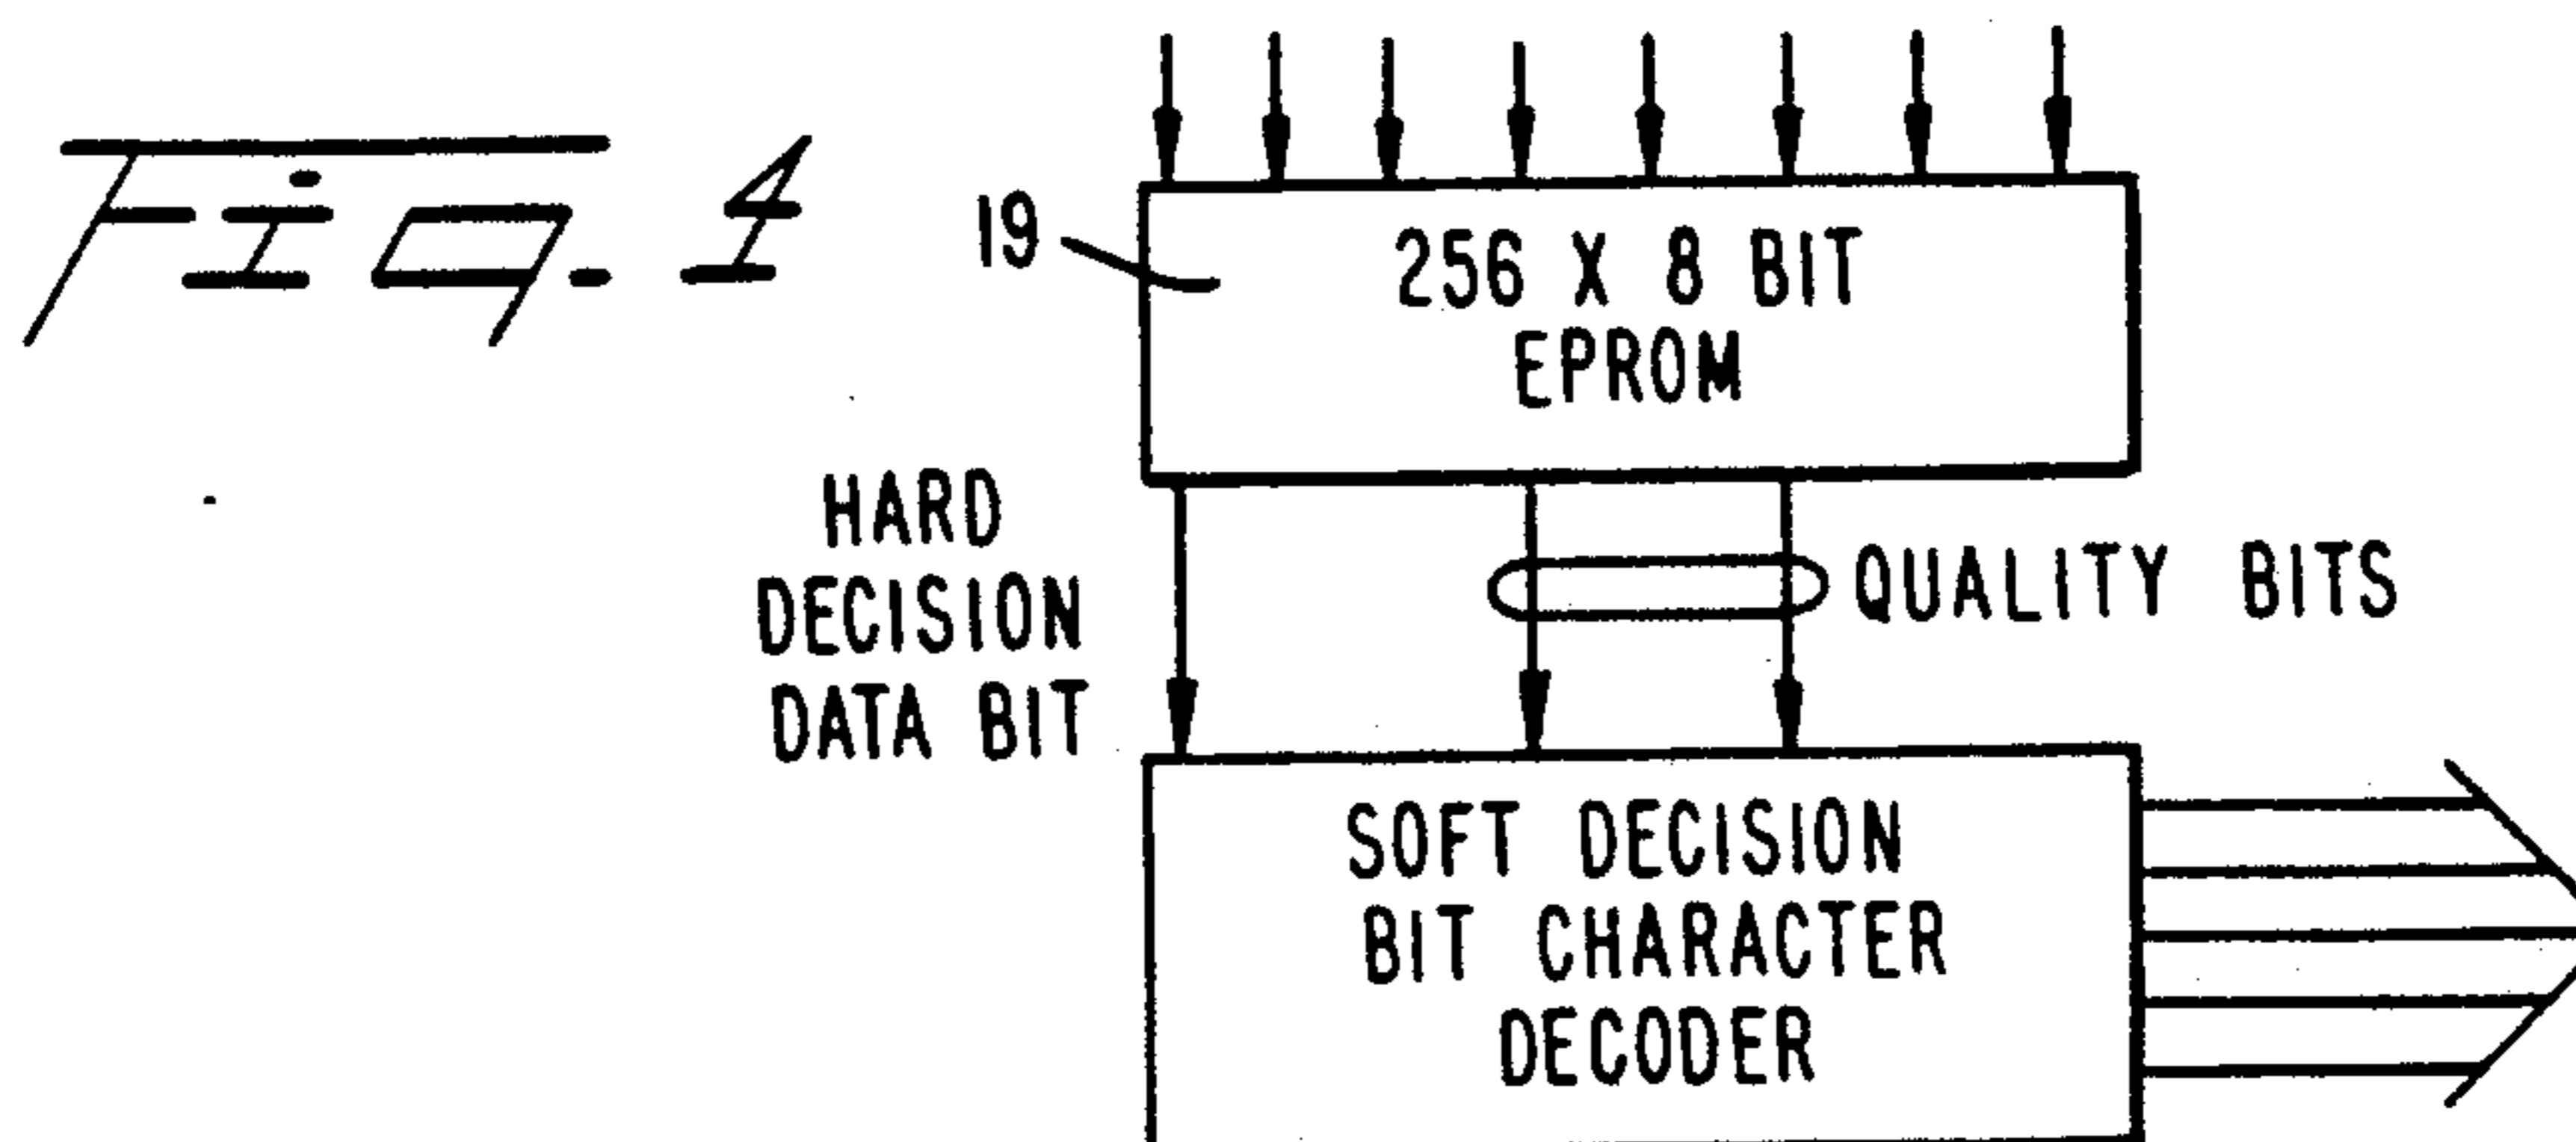 Fig. 4
19
256 X 8 BIT
EPROM
HARD
DECISION
DATA BIT
QUALITY BITS
SOFT DECISION
BIT CHARACTER
DECODER